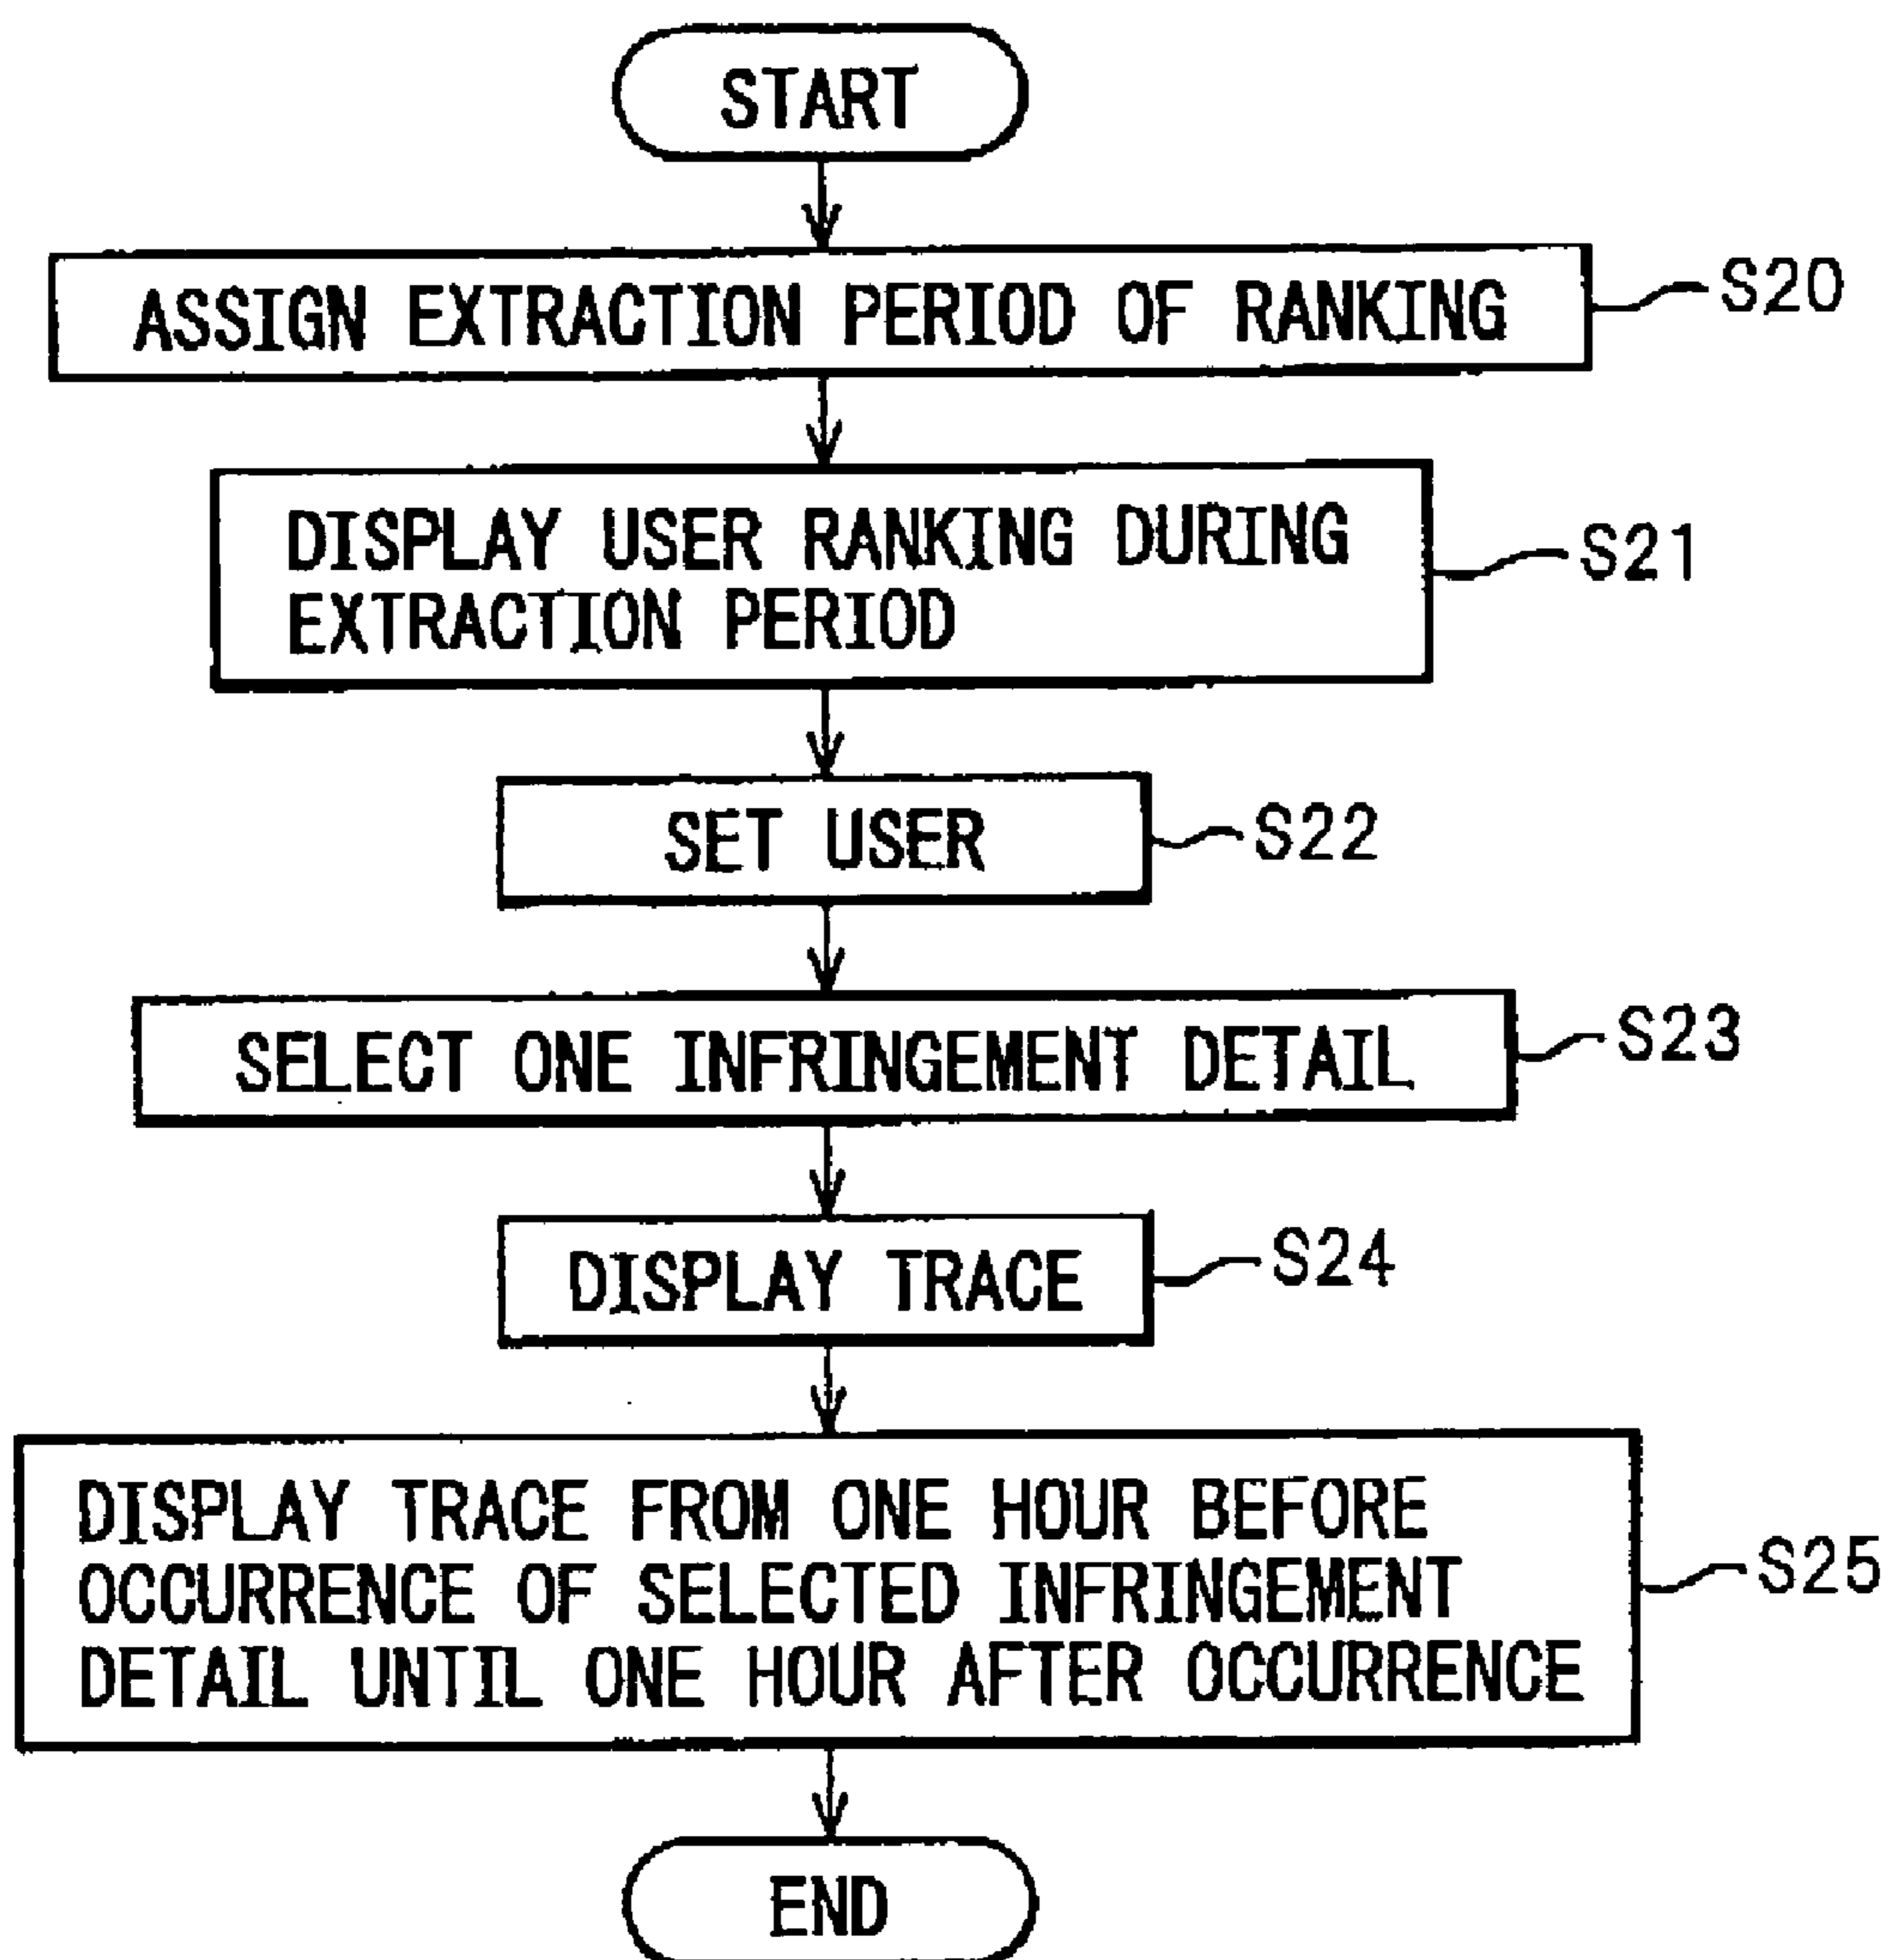 START
ASSIGN EXTRACTION PERIOD OF RANKING
S20
DISPLAY USER RANKING DURING
EXTRACTION PERIOD
S21
SET USER
S22
SELECT ONE INFRINGEMENT DETAIL
S23
DISPLAY TRACE
S24
DISPLAY TRACE FROM ONE HOUR BEFORE
OCCURRENCE OF SELECTED INFRINGEMENT
DETAIL UNTIL ONE HOUR AFTER OCCURRENCE
S25
END